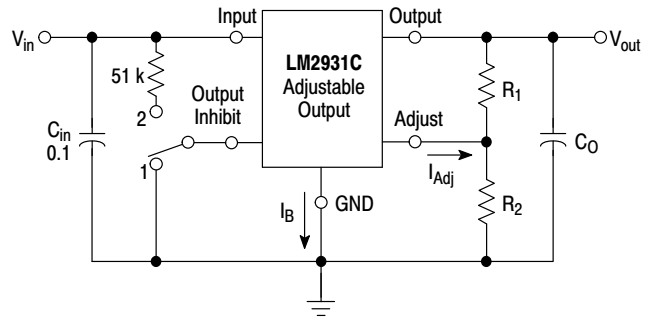 Input
Output
Vin
Vout
LM2931C
Adjustable
Output
51 k
R1
2
Output
Inhibit
Adjust
Cin
0.1
CO
1
IAdj
IB
GND
R2